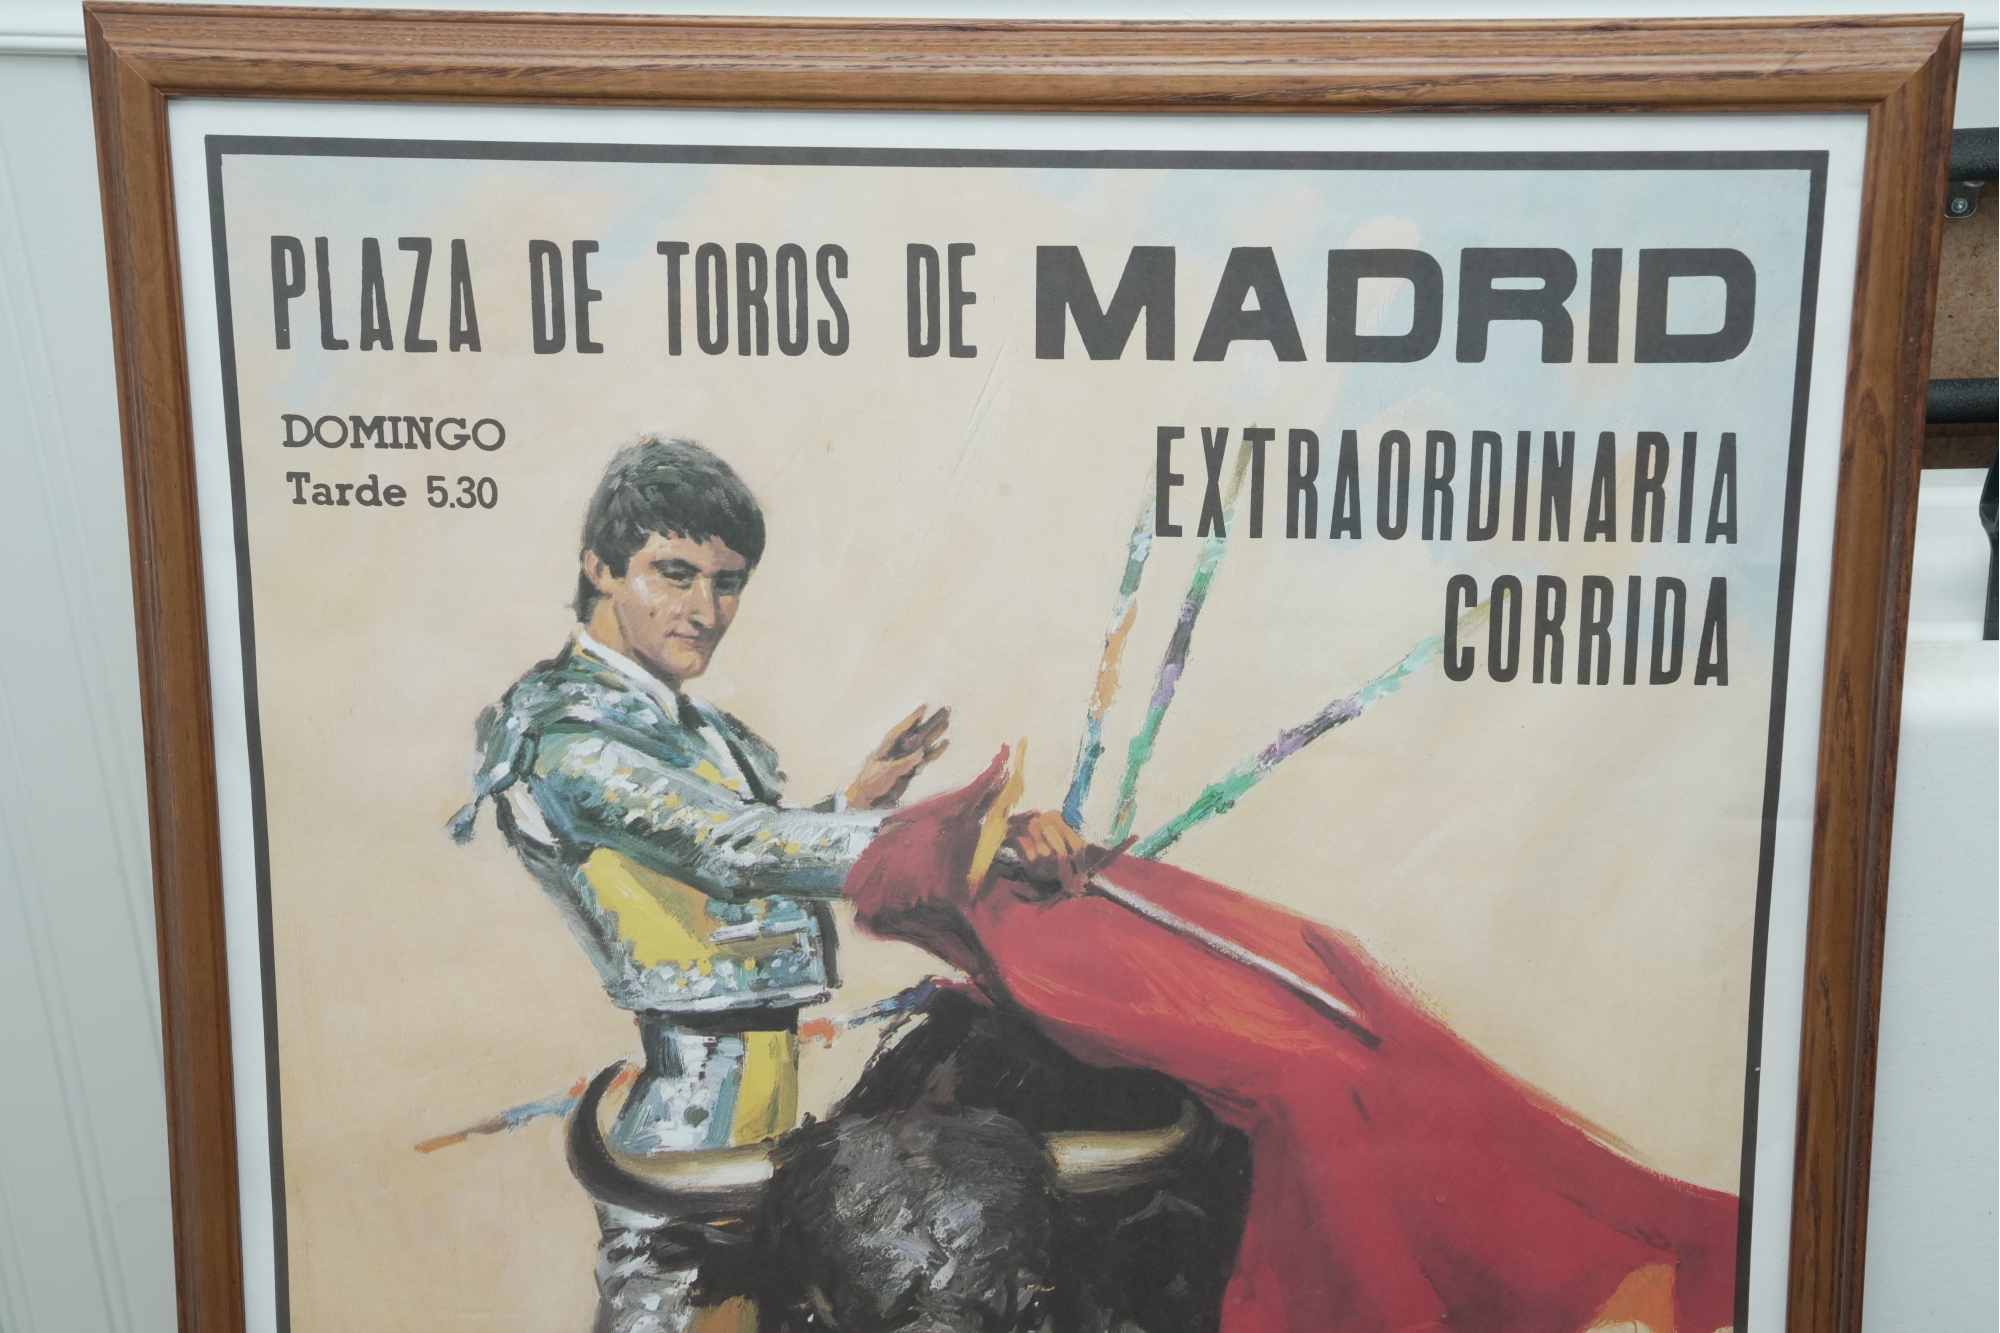 PLAZA DE TOROS DE MADRID
DOMINGO
Tarde 5.30
EXTRAORDINARIA
CORRIDA